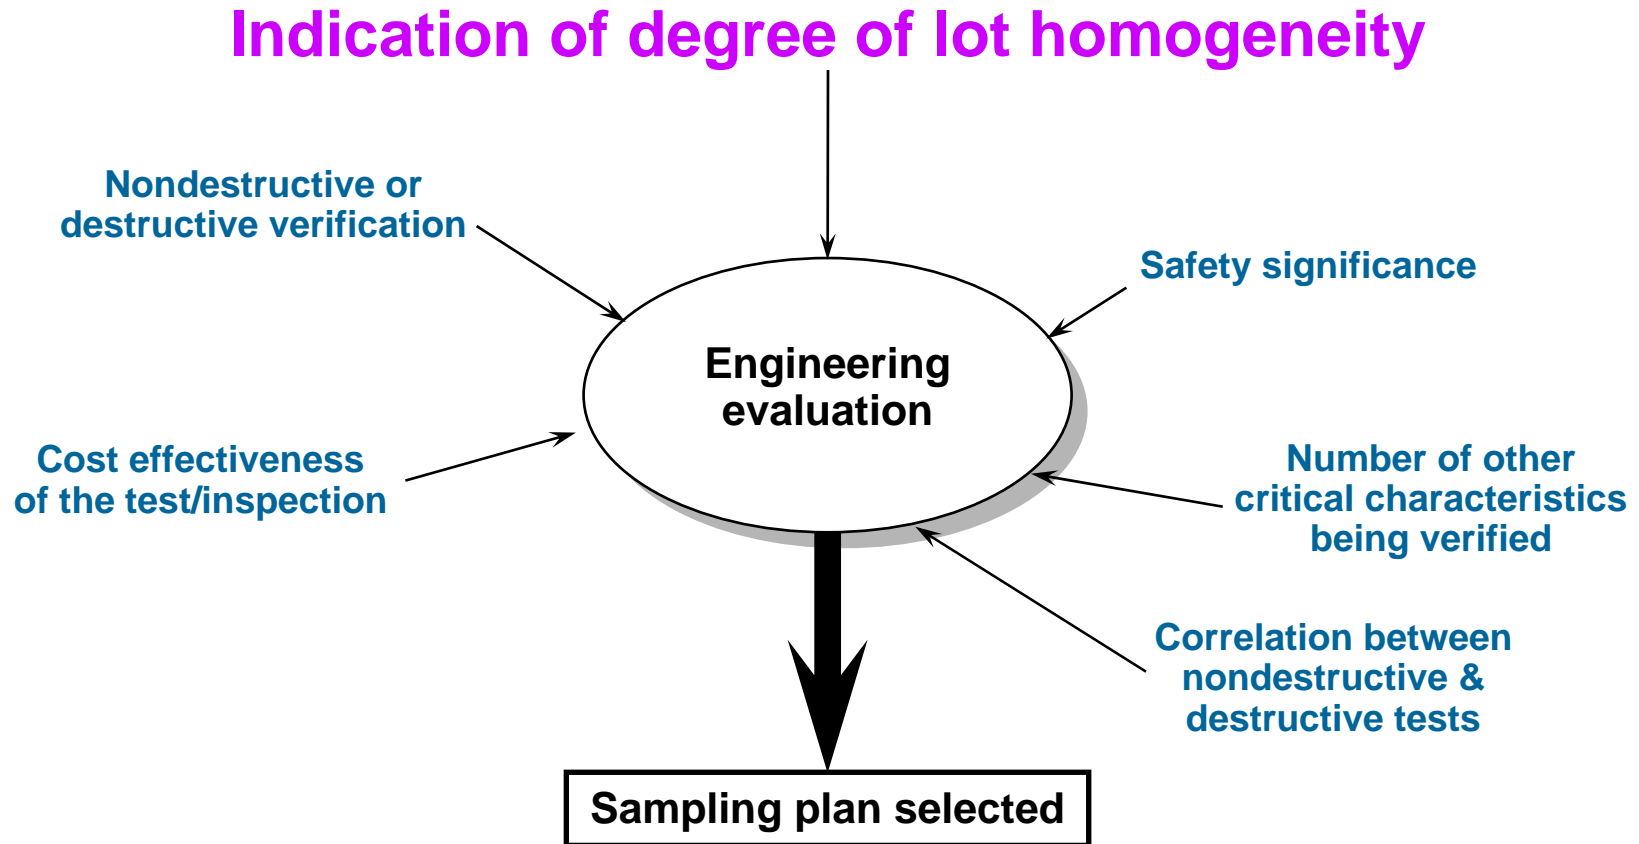 Indication of degree of lot homogeneity
Nondestructive or
destructive verification
Safety significance
Engineering
evaluation
Cost effectiveness
of the test/inspection
Number of other
critical characteristics
being verified
Correlation between
nondestructive &
destructive tests
Sampling plan selected